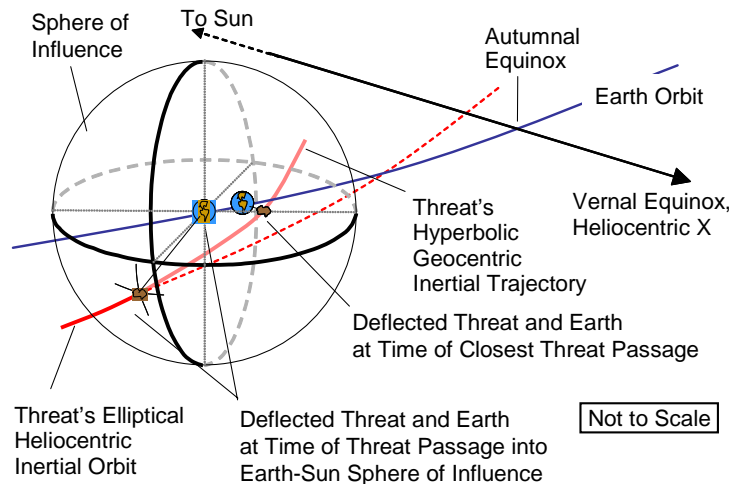 Sphere of
Influence
To Sun
Autumnal
Equinox
Earth Orbit
Vernal Equinox,
Heliocentric X
Threat's
Hyperbolic
Geocentric
Inertial Trajectory
Deflected Threat and Earth
at Time of Closest Threat Passage
Threat's Elliptical
Heliocentric
Inertial Orbit
Deflected Threat and Earth
at Time of Threat Passage into
Earth-Sun Sphere of Influence
Not to Scale